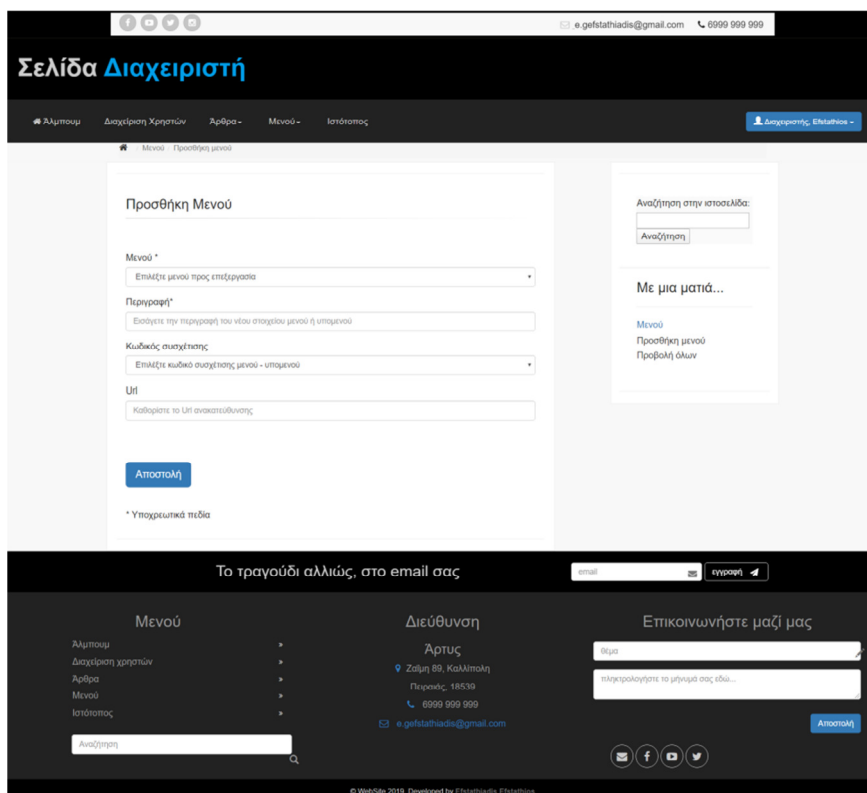 e.gefstathiadis@gmail.com 6999 999 999
Σελίδα Διαχειριστή
Άλμπουμ Διαχείριση Χρηστών Άρθρα Μενού Ιστότοπος Διαχειριστής, Efstathios
Μενού Προσθήκη μενού
Προσθήκη Μενού
Μενού *
Επιλέξτε μενού προς επεξεργασία
Περιγραφή*
Εισάγετε την περιγραφή του νέου στοιχείου μενού ή υπομενού
Κωδικός συσχέτισης
Επιλέξτε κωδικό συσχέτισης μενού - υπομενού
Url
Καθορίστε το Url ανακατεύθυνσης
Αποστολή
* Υποχρεωτικά πεδία
Αναζήτηση στην ιστοσελίδα:
Αναζήτηση
Με μια ματιά...
Μενού
Προσθήκη μενού
Προβολή όλων
Το τραγούδι αλλιώς, στο email σας
email
εγγραφή
Μενού
Άλμπουμ »
Διαχείριση χρηστών »
Άρθρα »
Μενού »
Ιστότοπος »
Αναζήτηση
Διεύθυνση
Άρτυς
Ζαΐμη 89, Καλλίπολη
Πειραιάς, 18539
6999 999 999
e.gefstathiadis@gmail.com
Επικοινωνήστε μαζί μας
θέμα
πληκτρολογήστε το μήνυμά σας εδώ...
Αποστολή
© WebSite 2019, Developed by Efstathiadis Efstathios